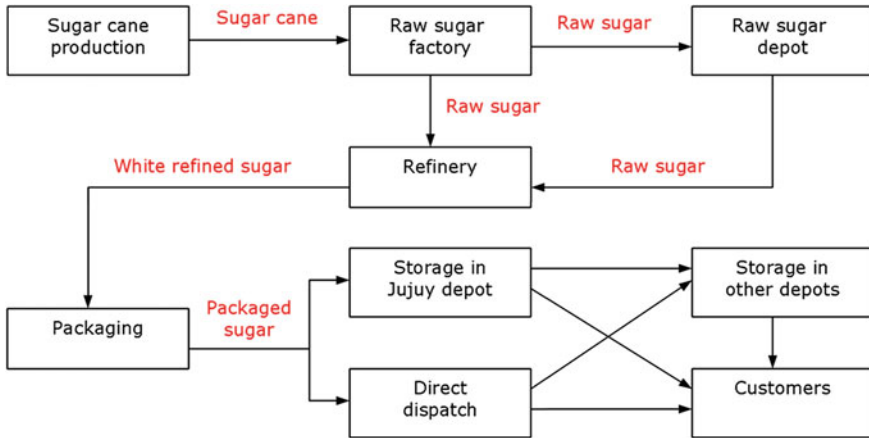 Sugar cane
production
Sugar cane
Raw sugar
factory
Raw sugar
Raw sugar
depot
Raw sugar
White refined sugar
Refinery
Raw sugar
Storage in
Jujuy depot
Storage in
other depots
Packaging
Packaged
sugar
Direct
dispatch
Customers